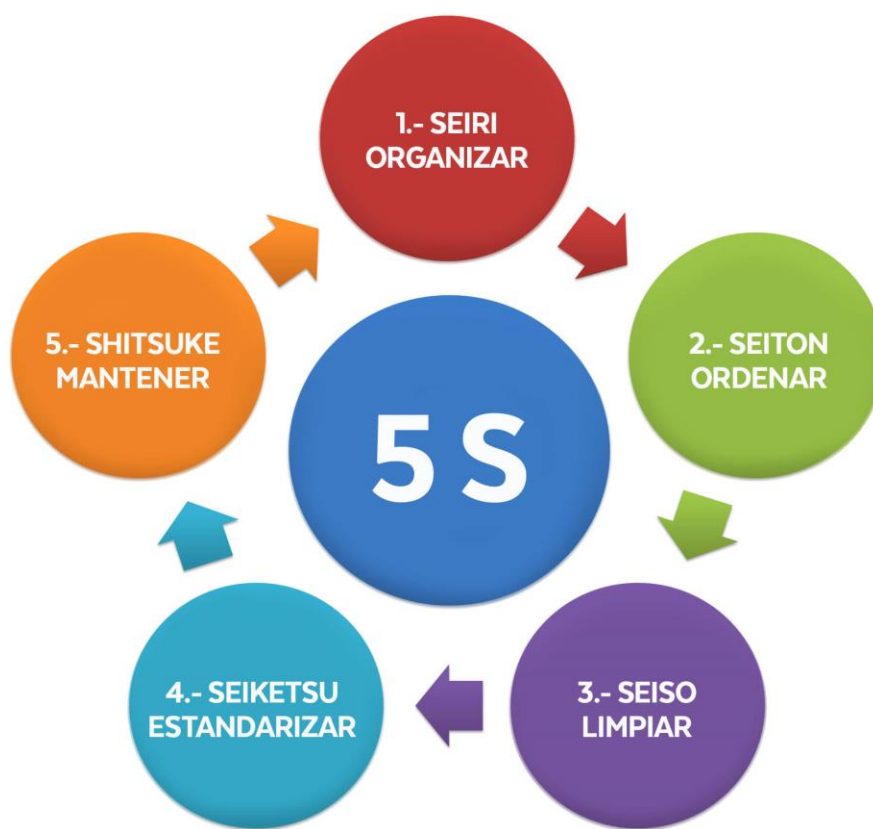 1.- SEIRI
ORGANIZAR
2.- SEITON
ORDENAR
3.- SEISO
LIMPIAR
4.- SEIKETSU
ESTANDARIZAR
5.- SHITSUKE
MANTENER
5 S